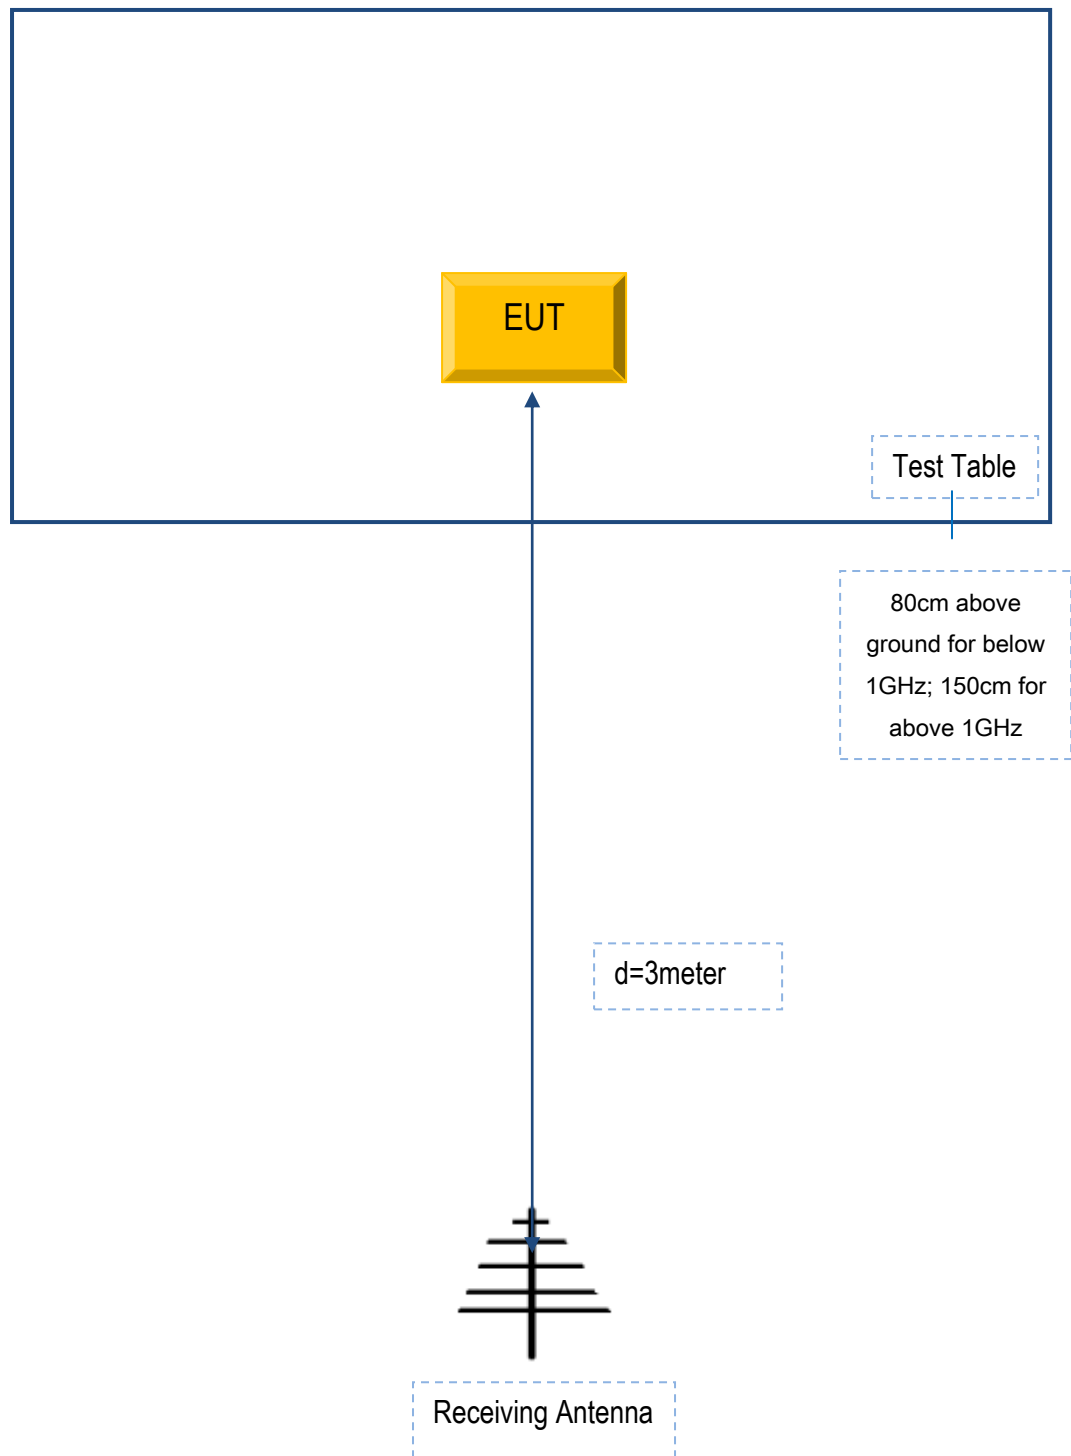 EUT
Test Table
80cm above
ground for below
1GHz; 150cm for
above 1GHz
d=3meter
Receiving Antenna